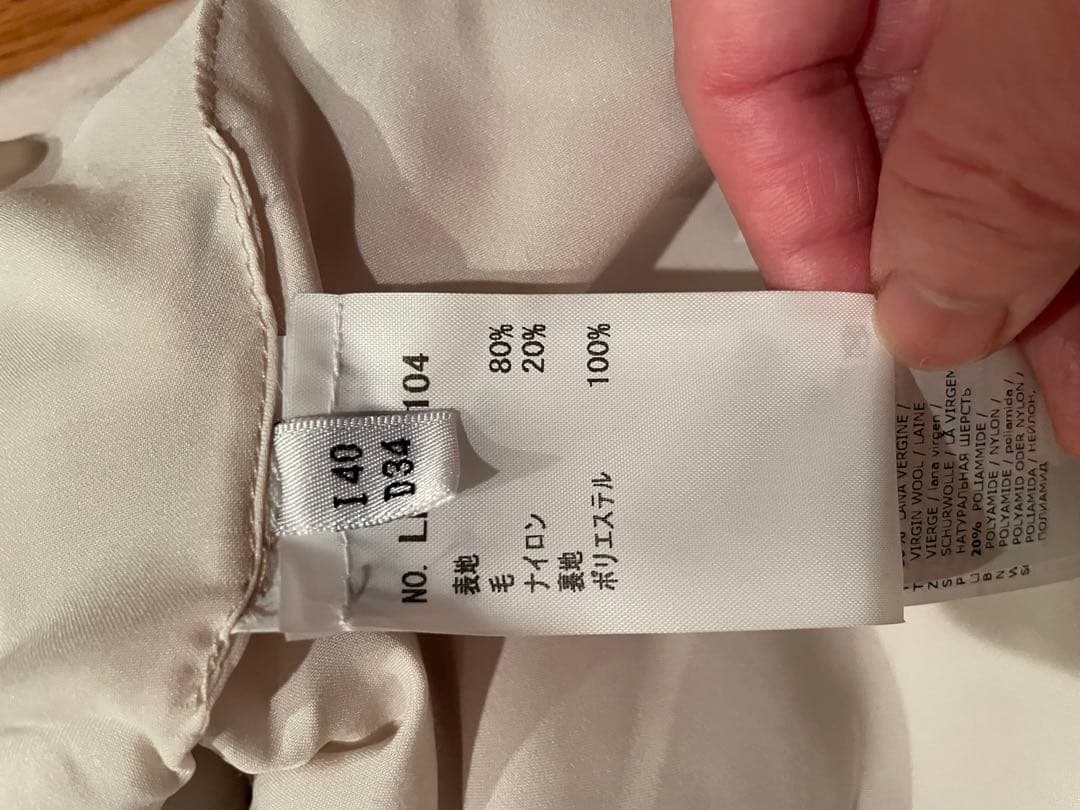 I 40
D34
NO. L 104
表地
毛 80%
ナイロン 20%
裏地
ポリエステル 100%
LANA VERGINE /
VIRGIN WOOL / LAINE
VIERGE / lana virgen /
SCHURWOLLE / LÃ VIRGEM
НАТУРАЛЬНАЯ ШЕРСТЬ
20% POLIAMMIDE /
POLYAMIDE / NYLON /
POLYAMIDE / poliamida /
POLYAMID ODER NYLON /
POLIAMIDA / НЕЙЛОН,
ПОЛИАМИД